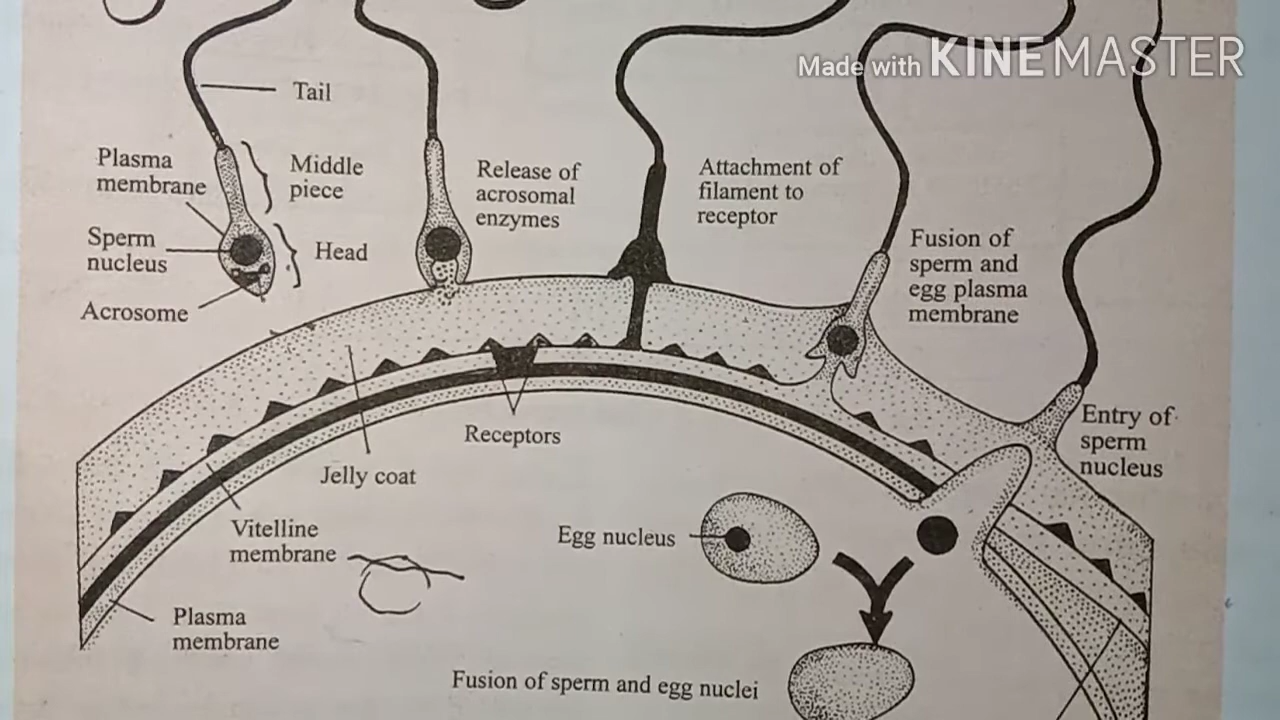 Made with KINEMASTER
Tail
Plasma
membrane
Middle
piece
Sperm
nucleus
Head
Acrosome
Release of
acrosomal
enzymes
Attachment of
filament to
receptor
Fusion of
sperm and
egg plasma
membrane
Entry of
sperm
nucleus
Receptors
Jelly coat
Vitelline
membrane
Egg nucleus
Plasma
membrane
Fusion of sperm and egg nuclei